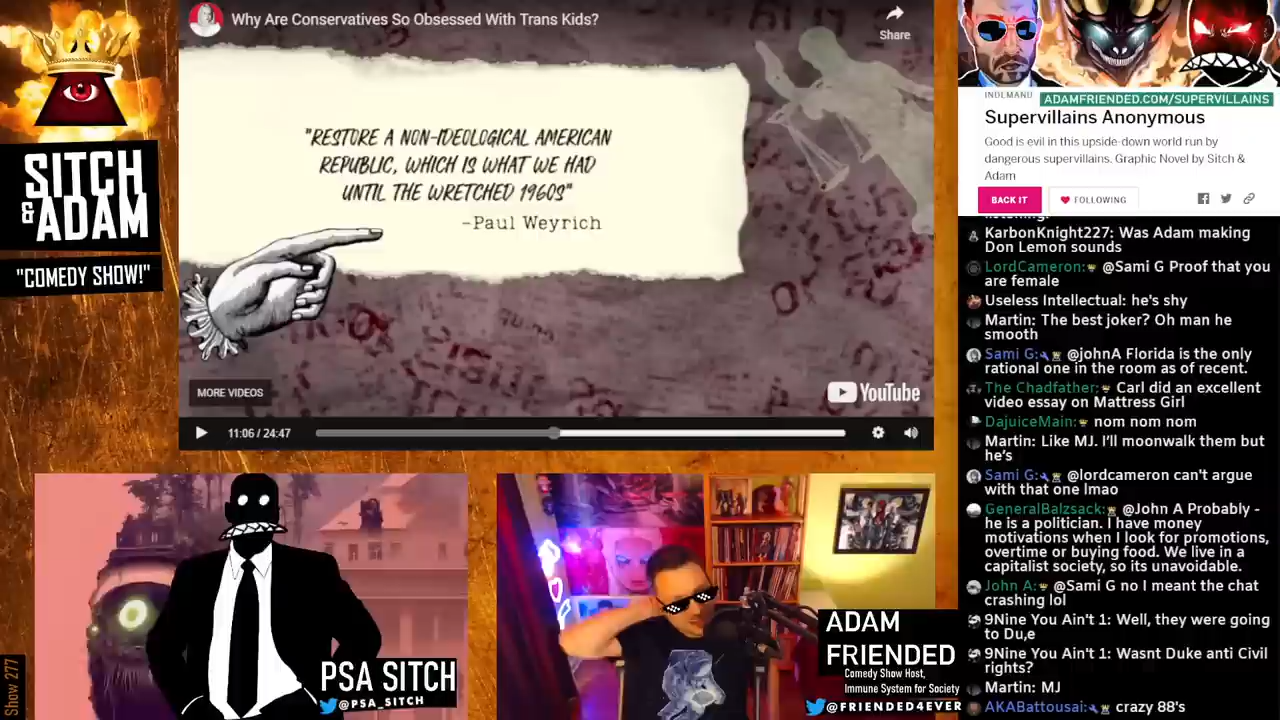 Why Are Conservatives So Obsessed With Trans Kids?
Share
"RESTORE A NON-IDEOLOGICAL AMERICAN
REPUBLIC, WHICH IS WHAT WE HAD
UNTIL THE WRETCHED 1960S"
–Paul Weyrich
MORE VIDEOS
YouTube
11:06 / 24:47
SITCH
& ADAM
"COMEDY SHOW!"
Show 277
PSA SITCH
@PSA_SITCH
ADAM
FRIENDED
Comedy Show Host,
Immune System for Society
@FRIENDED4EVER
INDEMAND
ADAMFRIENDED.COM/SUPERVILLAINS
Supervillains Anonymous
Good is evil in this upside-down world run by
dangerous supervillains. Graphic Novel by Sitch &
Adam
BACK IT
FOLLOWING
listening.
KarbonKnight227: Was Adam making
Don Lemon sounds
LordCameron: @Sami G Proof that you
are female
Useless Intellectual: he's shy
Martin: The best joker? Oh man he
smooth
Sami G: @johnA Florida is the only
rational one in the room as of recent.
The Chadfather: Carl did an excellent
video essay on Mattress Girl
DajuiceMain: nom nom nom
Martin: Like MJ. I'll moonwalk them but
he's
Sami G: @lordcameron can't argue
with that one lmao
GeneralBalzsack: @John A Probably -
he is a politician. I have money
motivations when I look for promotions,
overtime or buying food. We live in a
capitalist society, so its unavoidable.
John A: @Sami G no I meant the chat
crashing lol
9Nine You Ain't 1: Well, they were going
to Du,e
9Nine You Ain't 1: Wasnt Duke anti Civil
rights?
Martin: MJ
AKABattousai: crazy 88's